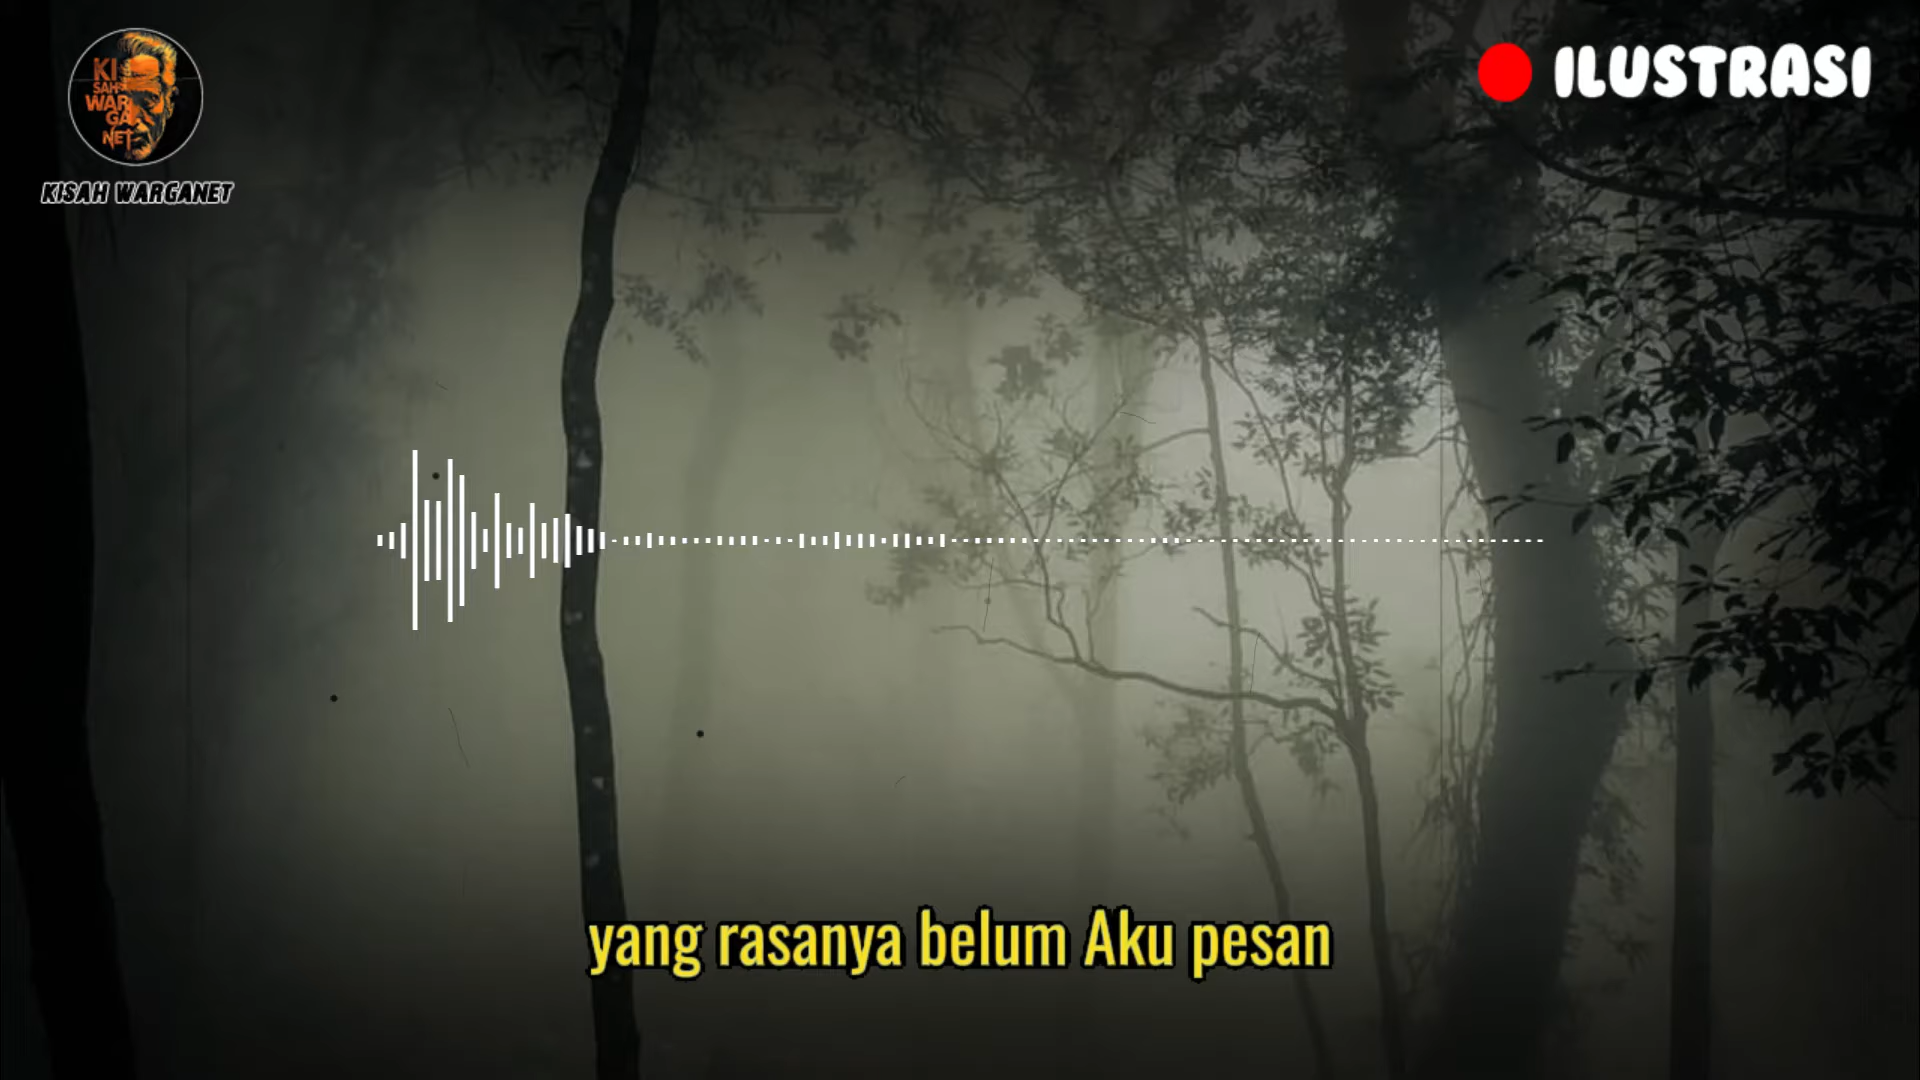 KI
SAH
WAR
GA
NET
KISAH WARGANET
ILUSTRASI
yang rasanya belum Aku pesan